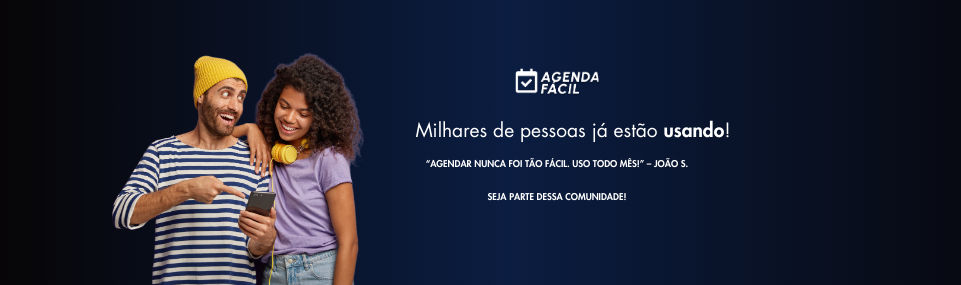 AGENDA
FÁCIL
Milhares de pessoas já estão usando!
“AGENDAR NUNCA FOI TÃO FÁCIL. USO TODO MÊS!” – JOÃO S.
SEJA PARTE DESSA COMUNIDADE!